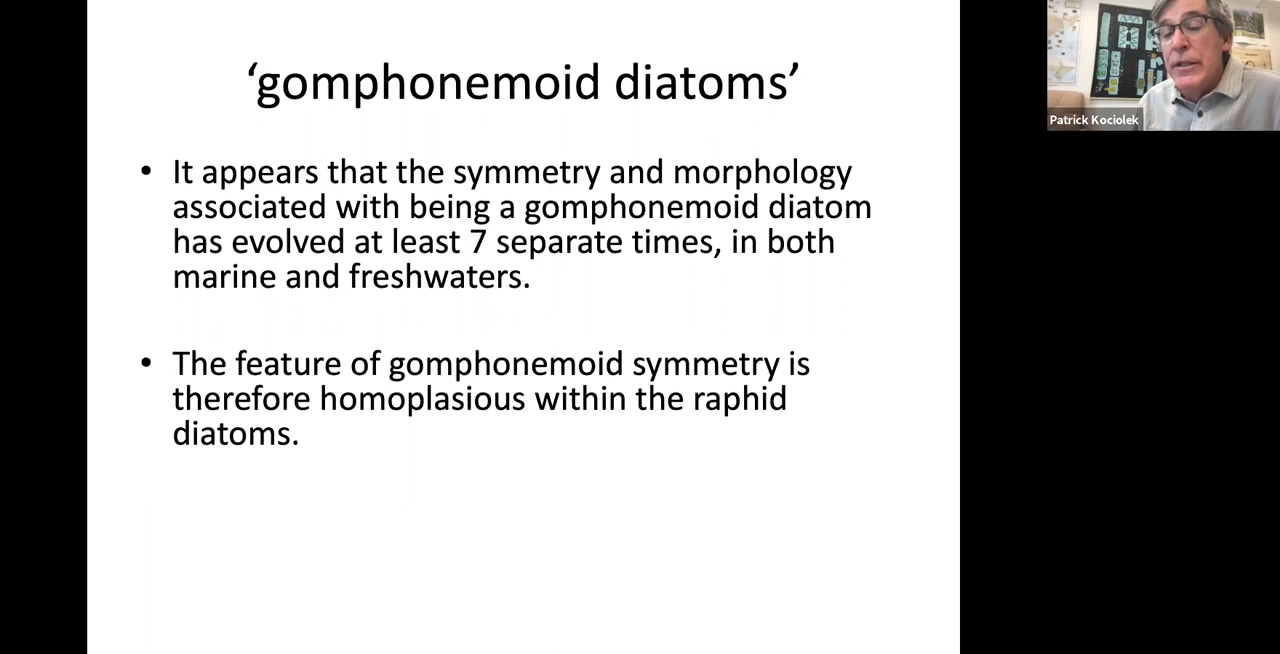 ‘gomphonemoid diatoms’
• It appears that the symmetry and morphology
associated with being a gomphonemoid diatom
has evolved at least 7 separate times, in both
marine and freshwaters.
• The feature of gomphonemoid symmetry is
therefore homoplasious within the raphid
diatoms.
Patrick Kociolek